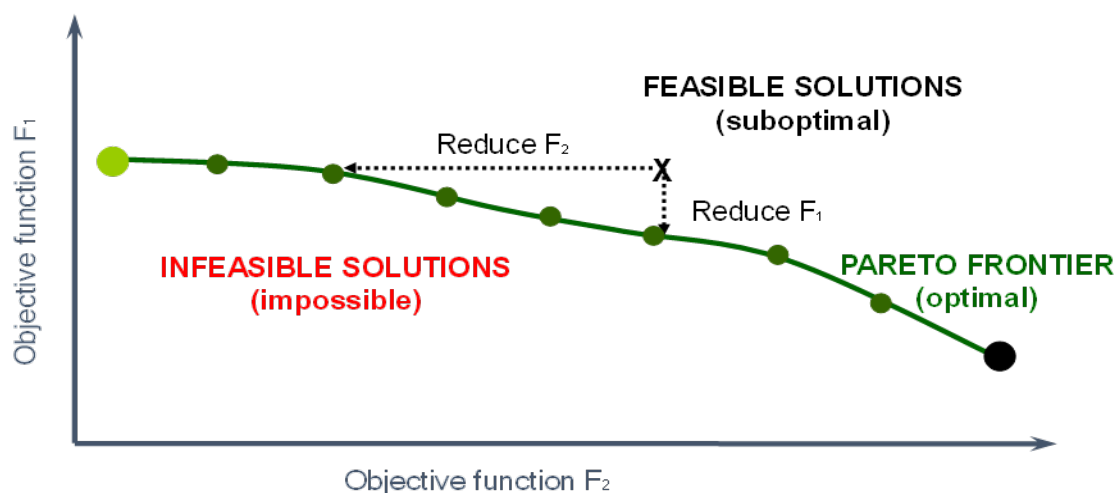 FEASIBLE SOLUTIONS
(suboptimal)
Reduce F₂
X
Reduce F₁
INFEASIBLE SOLUTIONS
(impossible)
PARETO FRONTIER
(optimal)
Objective function F₁
Objective function F₂